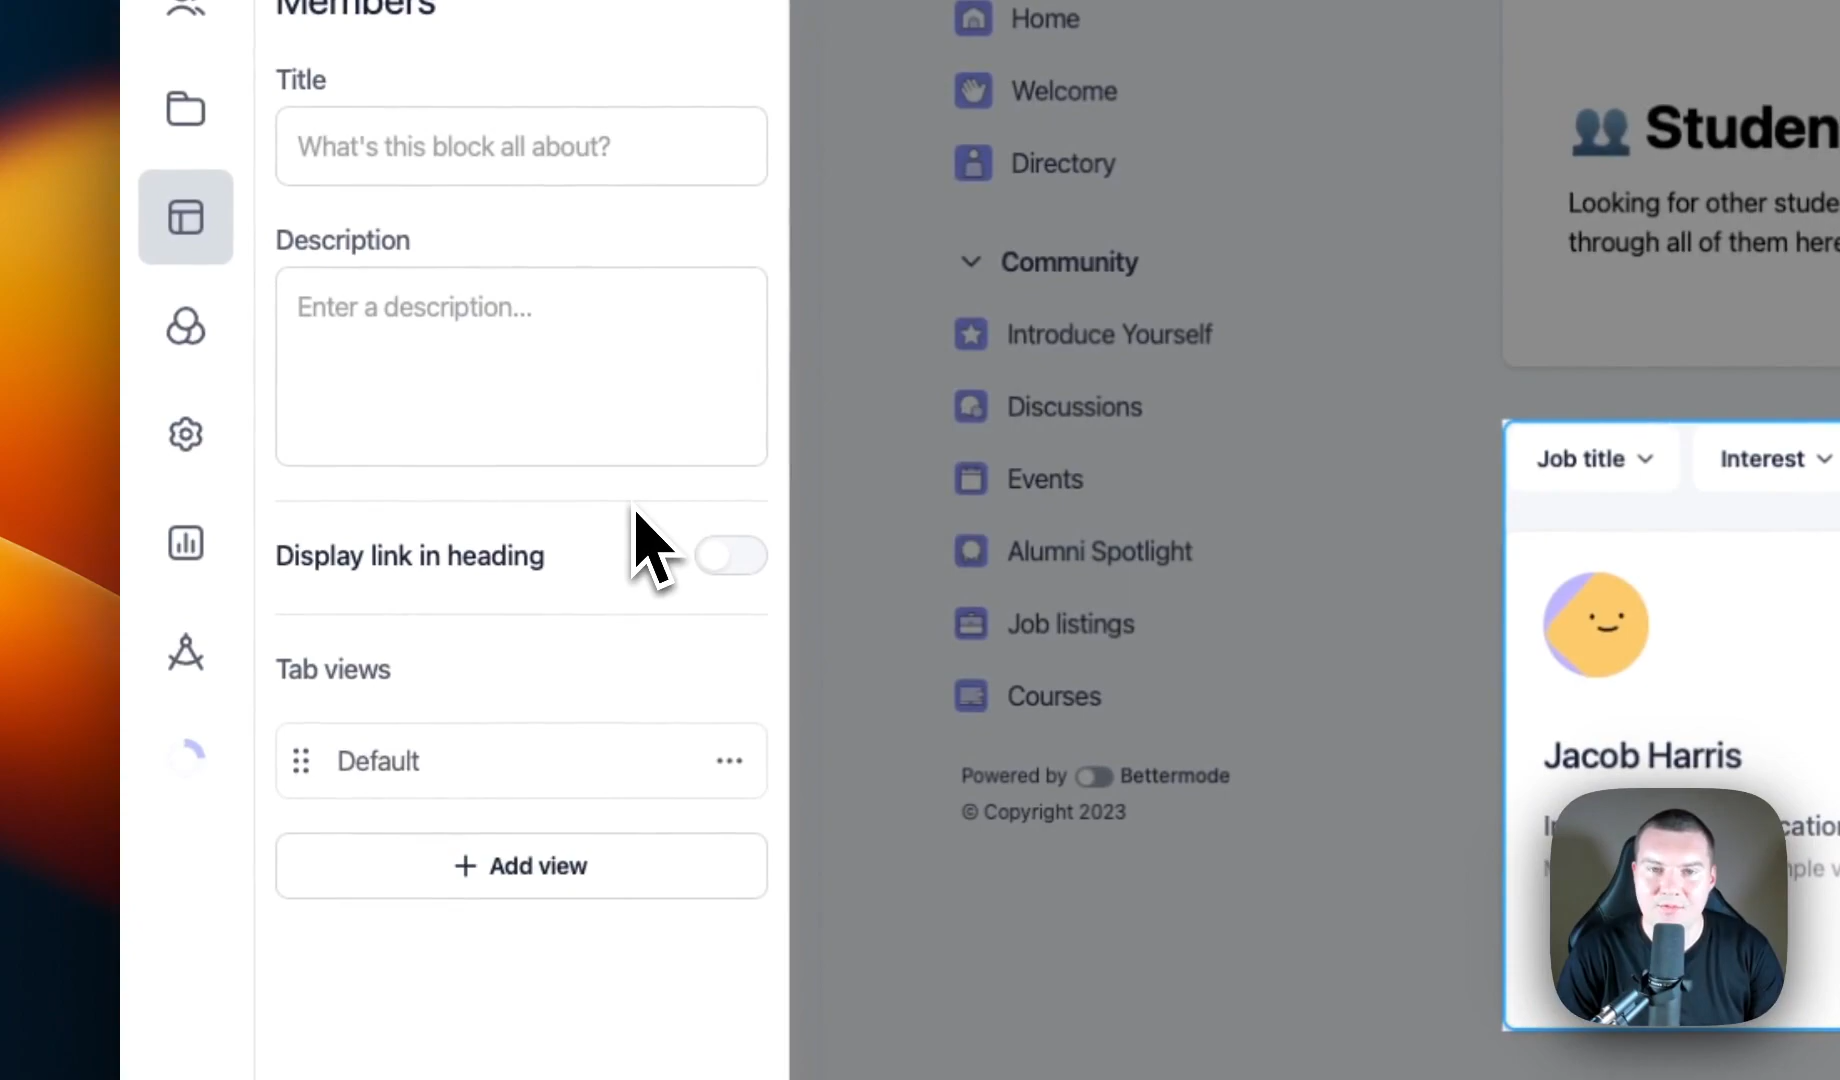 Members
Title
What's this block all about?
Description
Enter a description...
Display link in heading
Tab views
Default
Add view
Home
Welcome
Directory
Community
Introduce Yourself
Discussions
Events
Alumni Spotlight
Job listings
Courses
Powered by Bettermode
© Copyright 2023
Studen
Looking for other stude
through all of them here
Job title
Interest
Jacob Harris